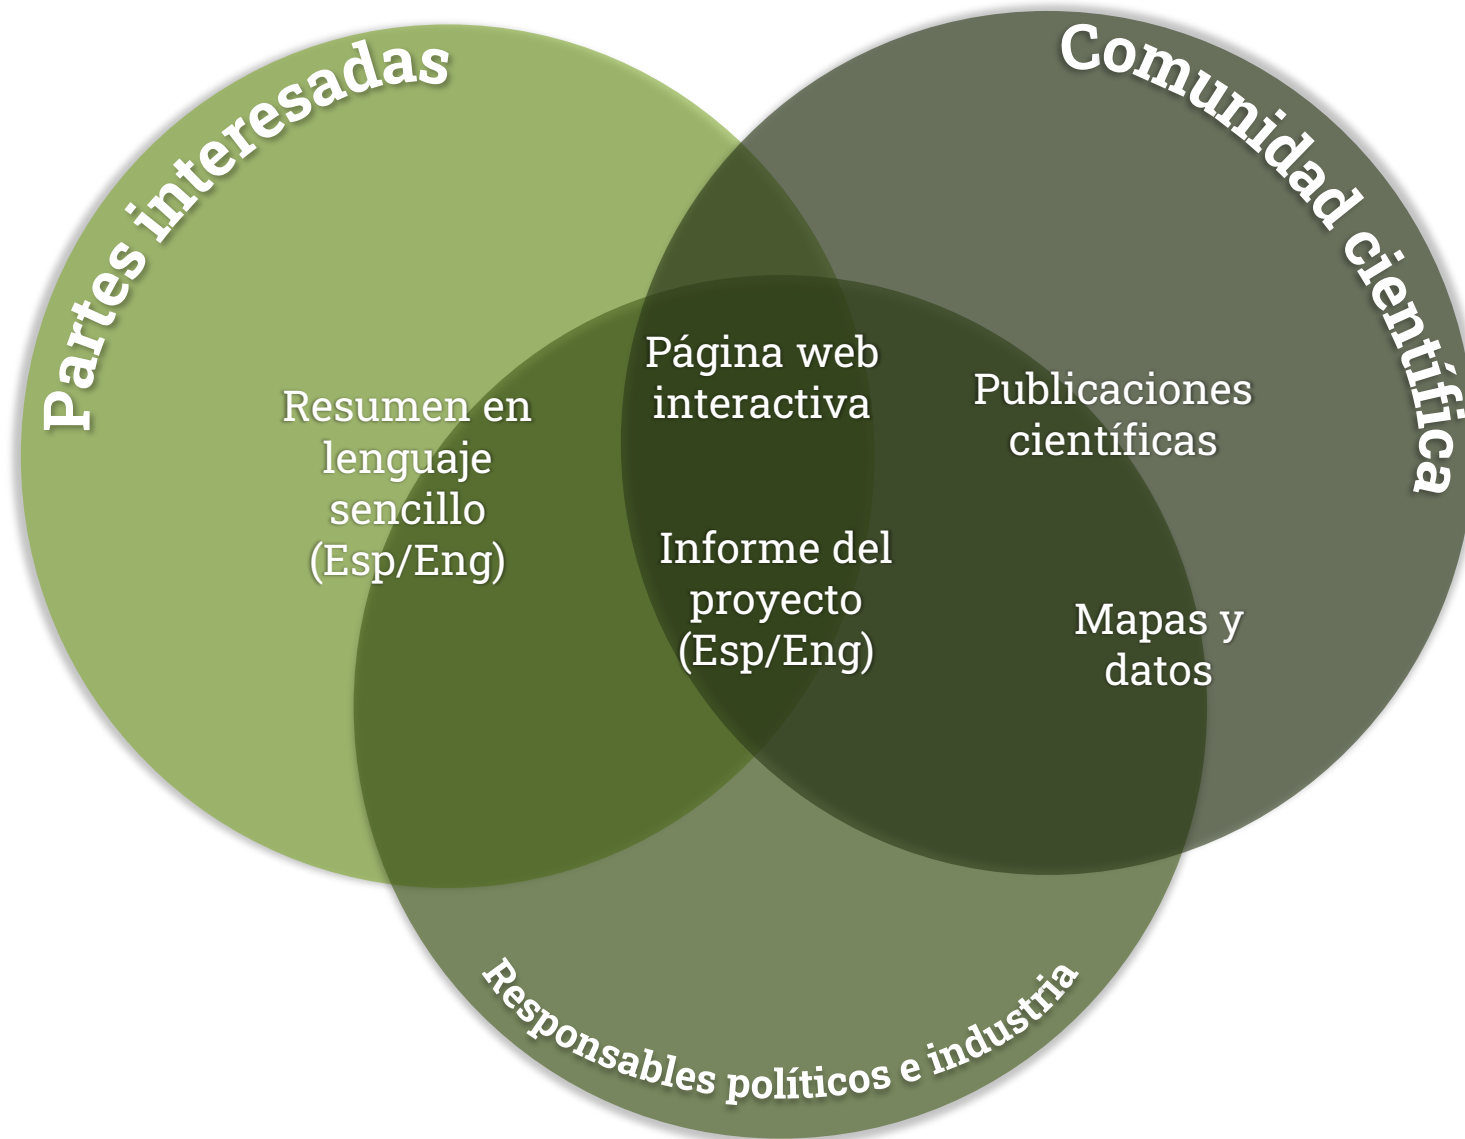 Partes interesadas
Comunidad científica
Resumen en
lenguaje
sencillo
(Esp/Eng)
Página web
interactiva
Informe del
proyecto
(Esp/Eng)
Publicaciones
científicas
Mapas y
datos
Responsables políticos e industria